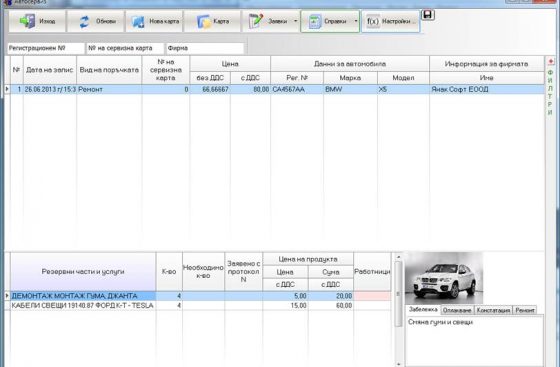 Автосервиз
Изход Обнови Нова карта Карта Заявки Справки f(x) Настройки...
Регистрационен № № на сервизна карта Фирма
№ Дата на запис Вид на поръчката № на сервизна карта Цена Данни за автомобила Информация за фирмата
без ДДС с ДДС Рег. № Марка Модел Име
1 26.06.2013 г/ 15:3 Ремонт 0 66,66667 80,00 CA4567AA BMW X5 Янак Софт ЕООД
ФИЛТРИ
Резервни части и услуги К-во Необходимо к-во Заявено с протокол N Цена на продукта Работници
Цена Сума
с ДДС с ДДС
ДЕМОНТАЖ МОНТАЖ ГУМА, ДЖАНТА 4 5,00 20,00
КАБЕЛИ СВЕЩИ 19140.87 ФОРД К-Т - TESLA 4 15,00 60,00
Забележка Оплакване Констатация Ремонт
Смяна гуми и свещи